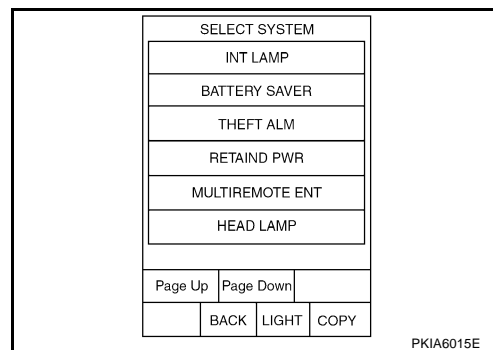 SELECT SYSTEM
INT LAMP
BATTERY SAVER
THEFT ALM
RETAIND PWR
MULTIREMOTE ENT
HEAD LAMP
Page Up Page Down
BACK LIGHT COPY
PKIA6015E